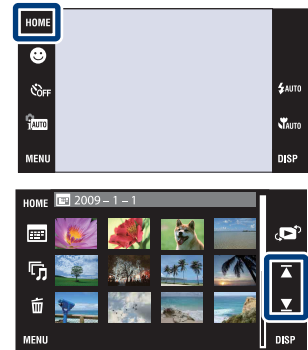 HOME
OFF
AUTO
AUTO
AUTO
MENU
DISP
HOME 2009 – 1 – 1
MENU
DISP